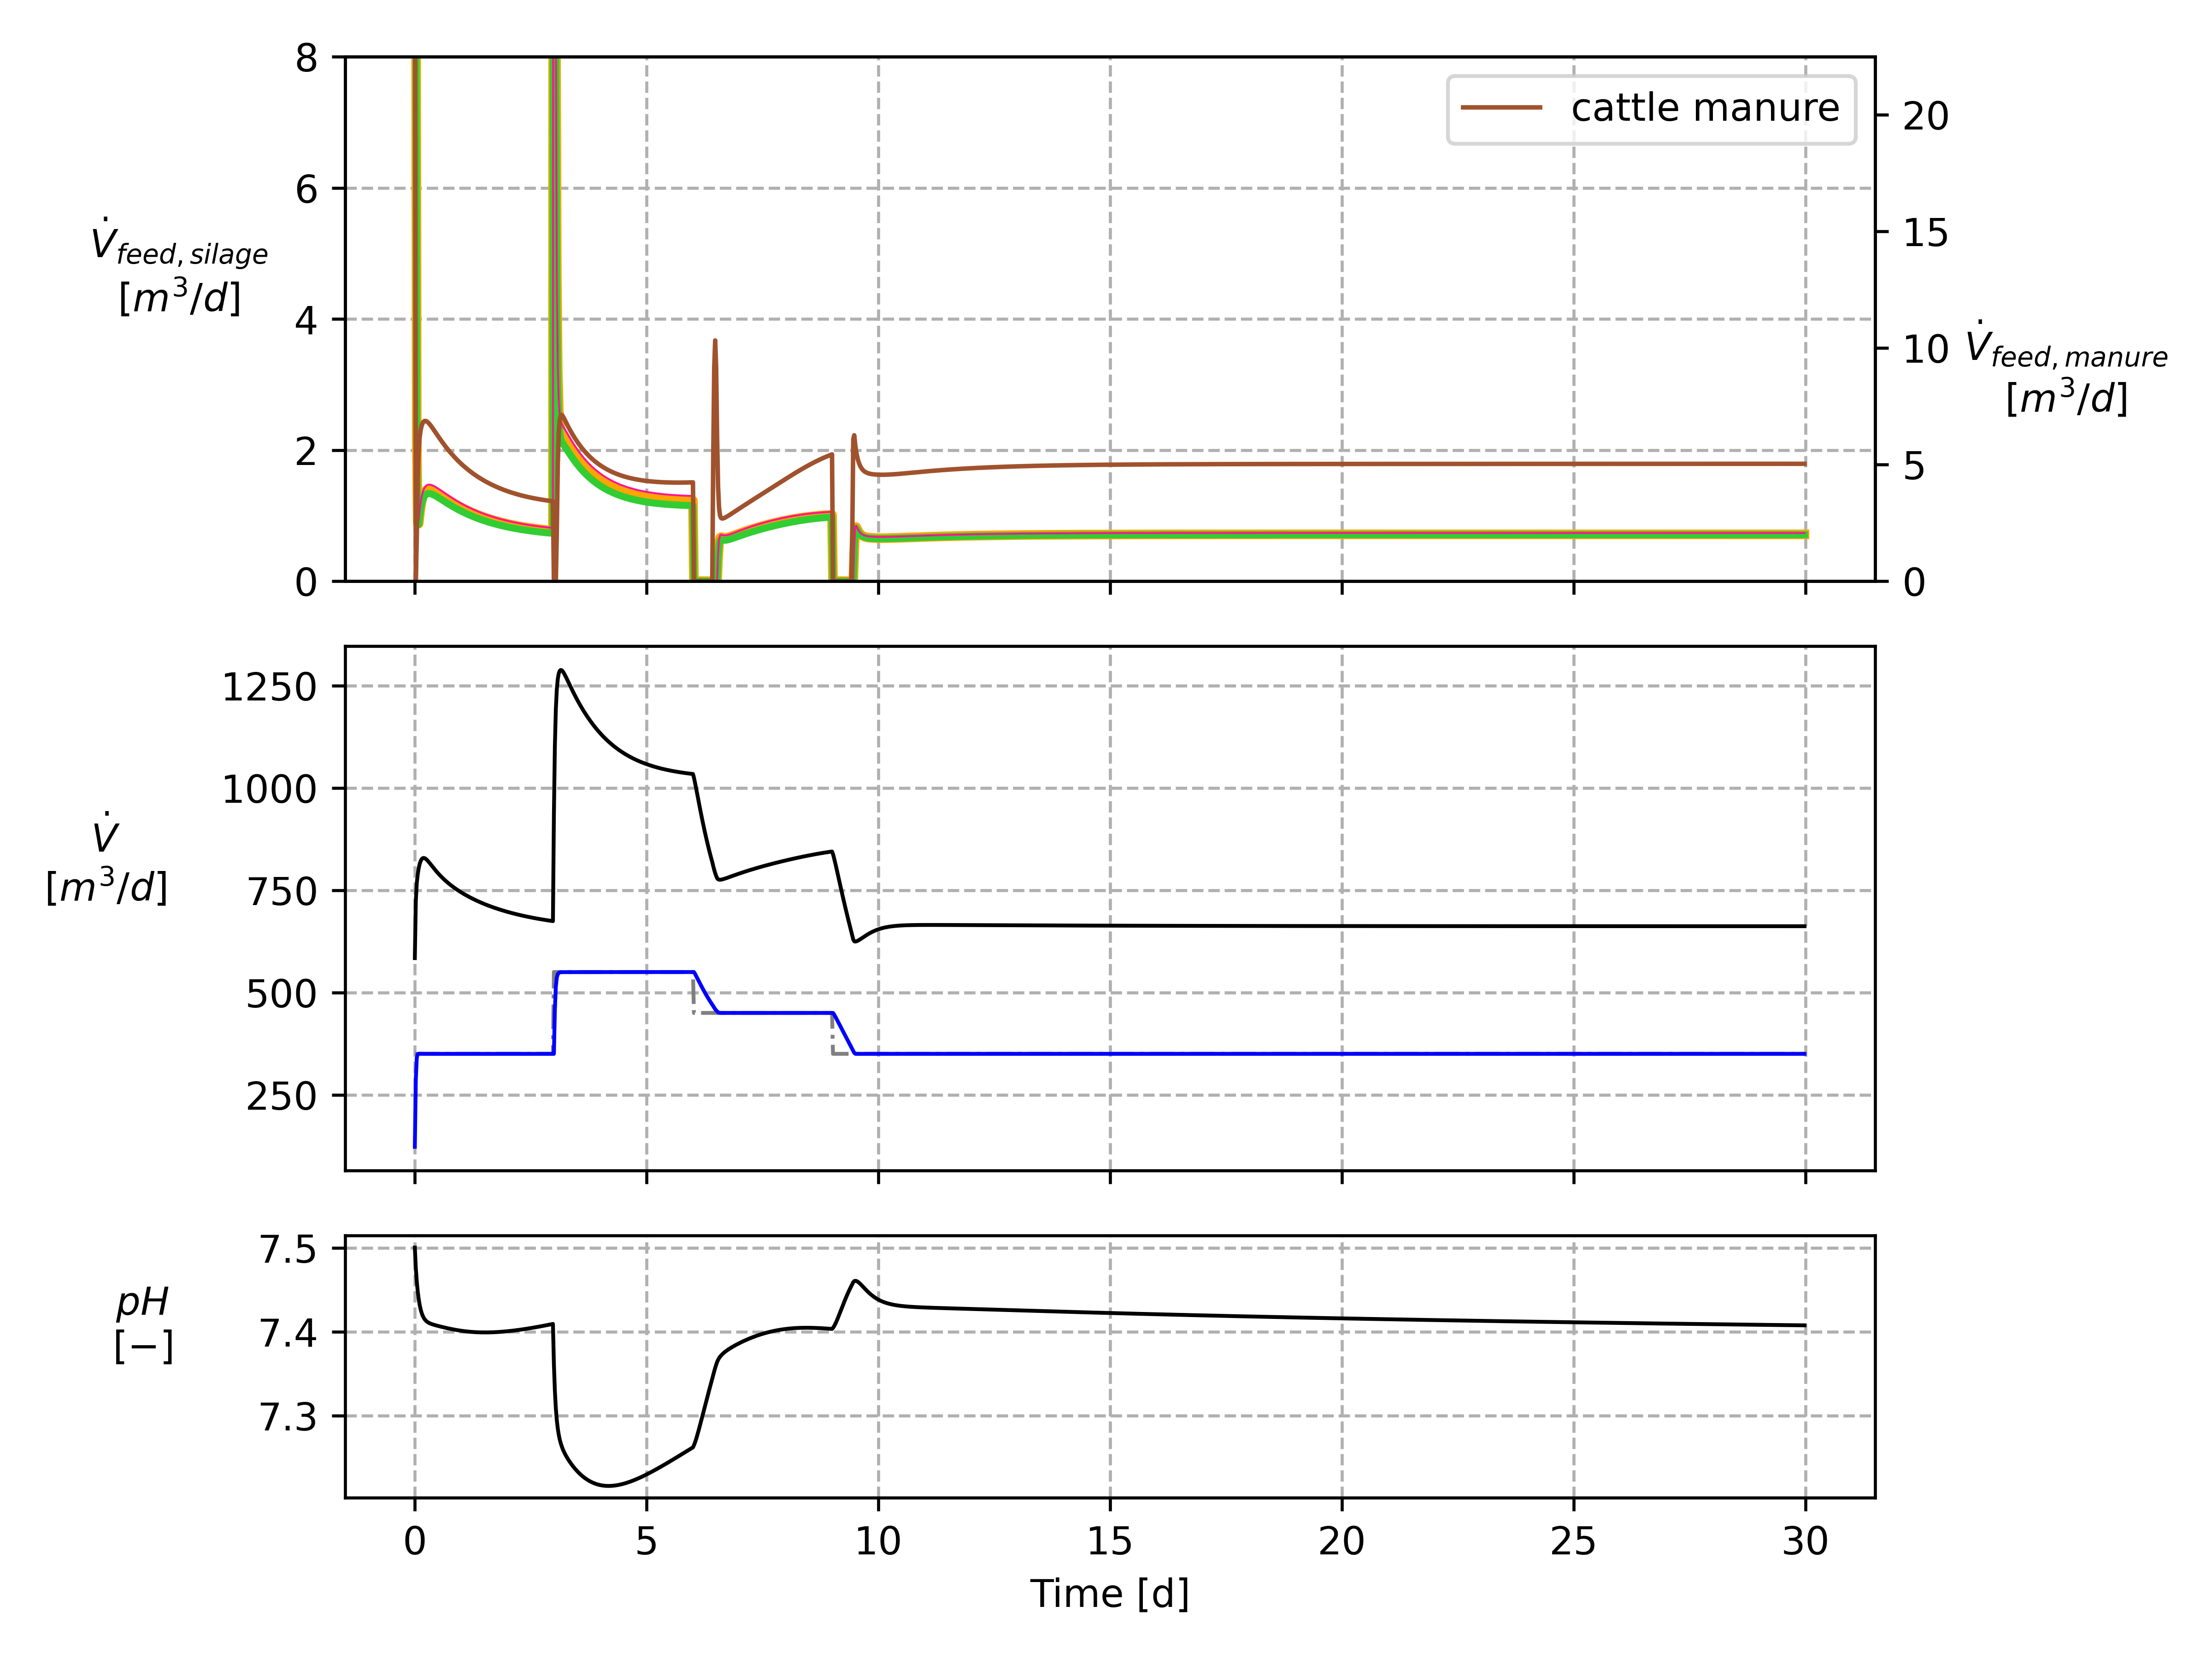 8
6
4
2
0
V̇feed, silage
[m³/d]
cattle manure
20
15
10
5
0
V̇feed, manure
[m³/d]
1250
1000
750
500
250
V̇
[m³/d]
7.5
7.4
7.3
pH
[−]
0 5 10 15 20 25 30
Time [d]